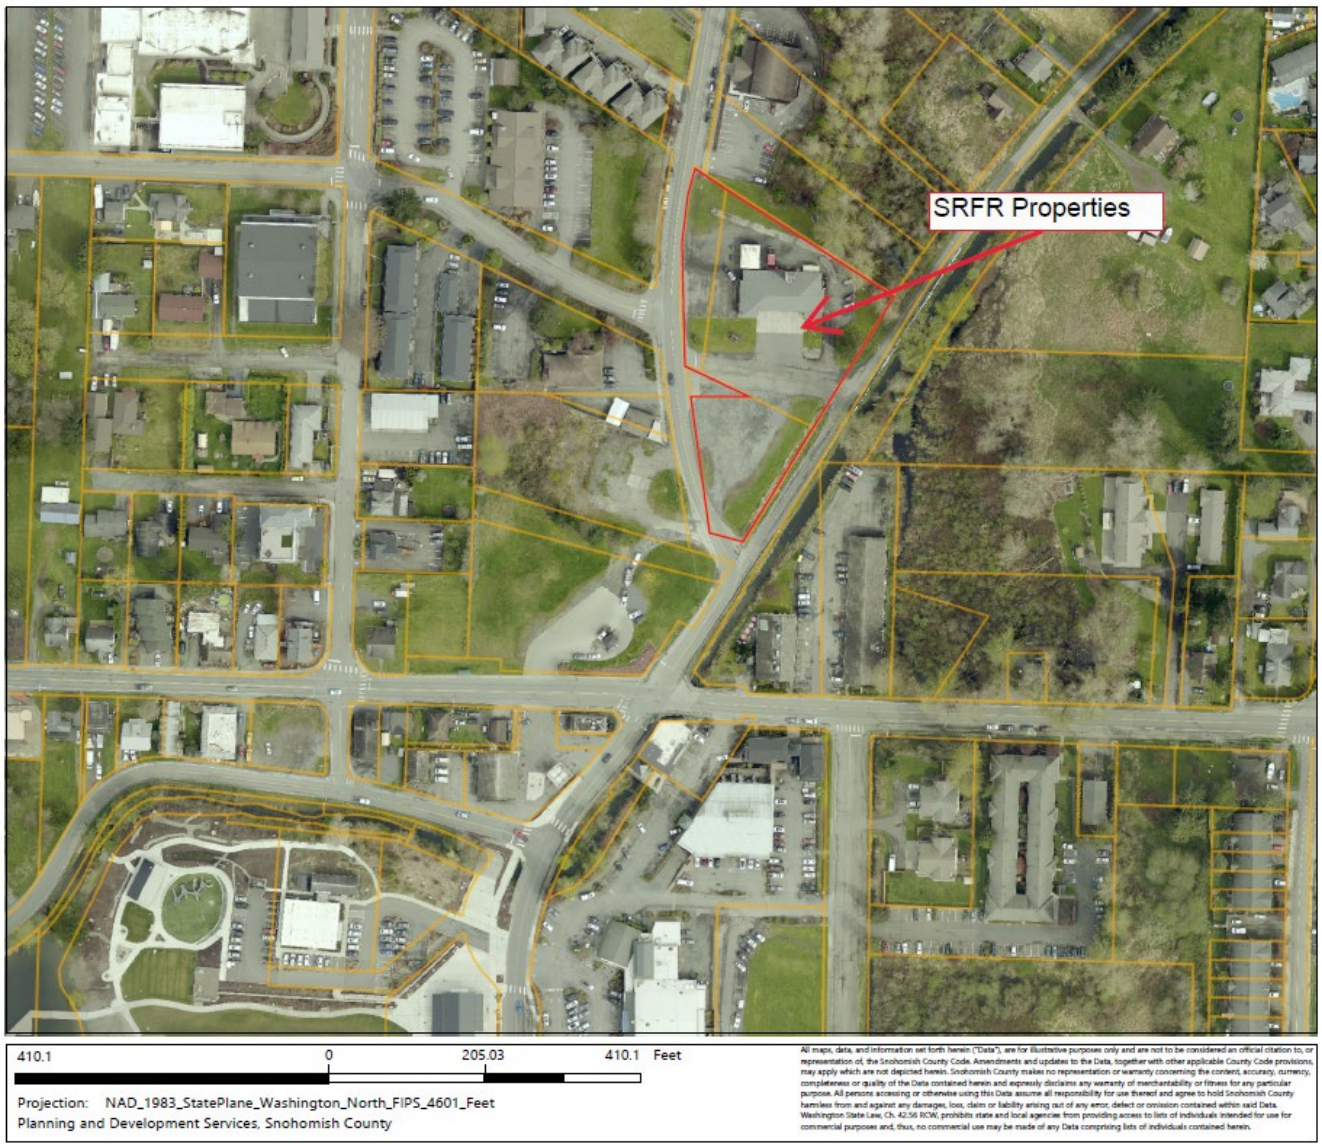 SRFR Properties
410.1 0 205.03 410.1 Feet
Projection: NAD_1983_StatePlane_Washington_North_FIPS_4601_Feet
Planning and Development Services, Snohomish County
All maps, data, and information set forth herein ("Data"), are for illustrative purposes only and are not to be considered an official citation to, or
representation of, the Snohomish County Code. Amendments and updates to the Data, together with other applicable County Code provisions,
may apply which are not depicted herein. Snohomish County makes no representation or warranty concerning the content, accuracy, currency,
completeness or quality of the Data contained herein and expressly disclaims any warranty of merchantability or fitness for any particular
purpose. All persons accessing or otherwise using this Data assume all responsibility for use thereof and agree to hold Snohomish County
harmless from and against any damages, loss, claim or liability arising out of any error, defect or omission contained within said Data.
Washington State Law, Ch. 42.56 RCW, prohibits state and local agencies from providing access to lists of individuals intended for use for
commercial purposes and, thus, no commercial use may be made of any Data comprising lists of individuals contained herein.